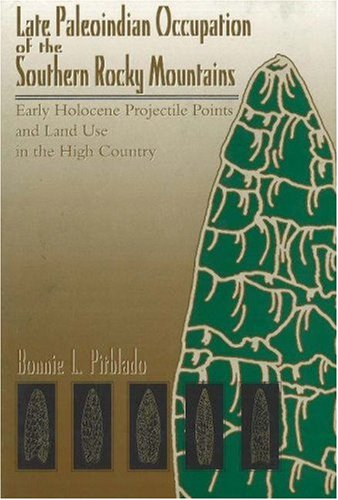 Late Paleoindian Occupation
of the
Southern Rocky Mountains
Early Holocene Projectile Points
and Land Use
in the High Country
Bonnie L. Pitblado